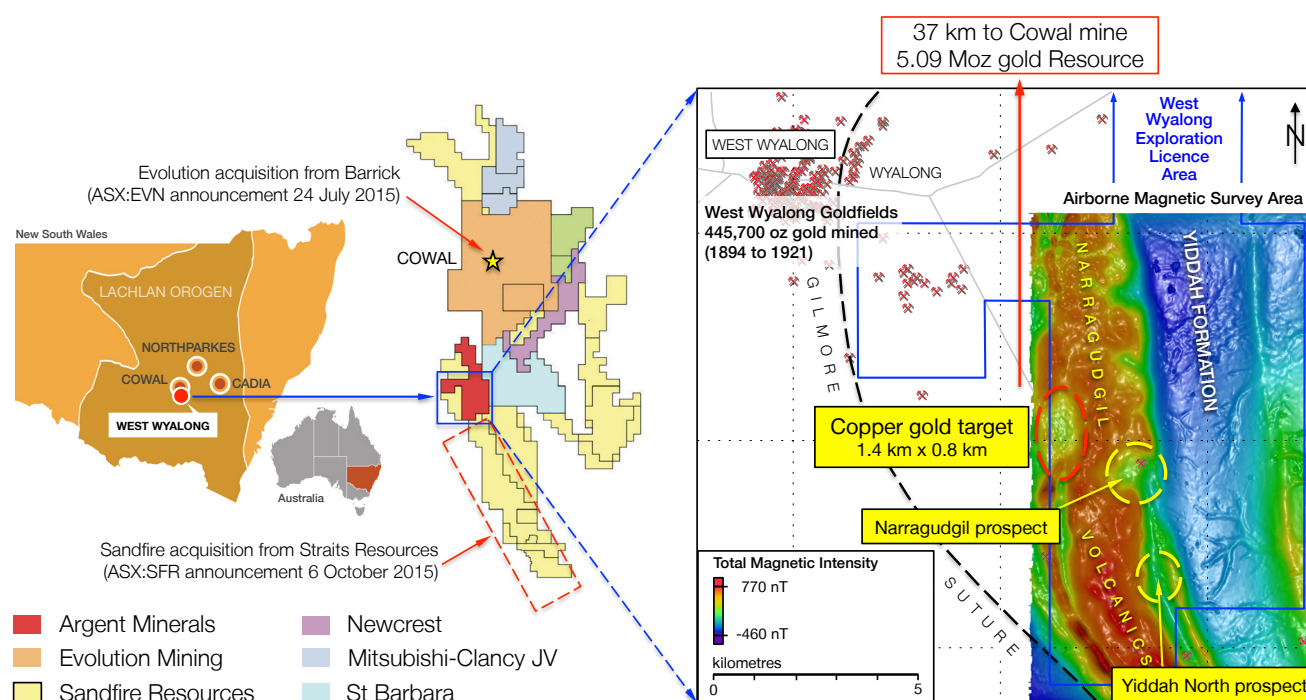 37 km to Cowal mine
5.09 Moz gold Resource
Evolution acquisition from Barrick
(ASX:EVN announcement 24 July 2015)
COWAL
New South Wales
LACHLAN OROGEN
NORTHPARKES
COWAL
CADIA
WEST WYALONG
Australia
Sandfire acquisition from Straits Resources
(ASX:SFR announcement 6 October 2015)
Argent Minerals
Evolution Mining
Sandfire Resources
Newcrest
Mitsubishi-Clancy JV
St Barbara
WEST WYALONG
WYALONG
West Wyalong Goldfields
445,700 oz gold mined
(1894 to 1921)
West
Wyalong
Exploration
Licence
Area
N
Airborne Magnetic Survey Area
GILMORE
SUTURE
NARRAGUDGIL
VOLCANICS
YIDDAH FORMATION
Copper gold target
1.4 km x 0.8 km
Narragudgil prospect
Yiddah North prospect
Total Magnetic Intensity
770 nT
-460 nT
kilometres
0 5